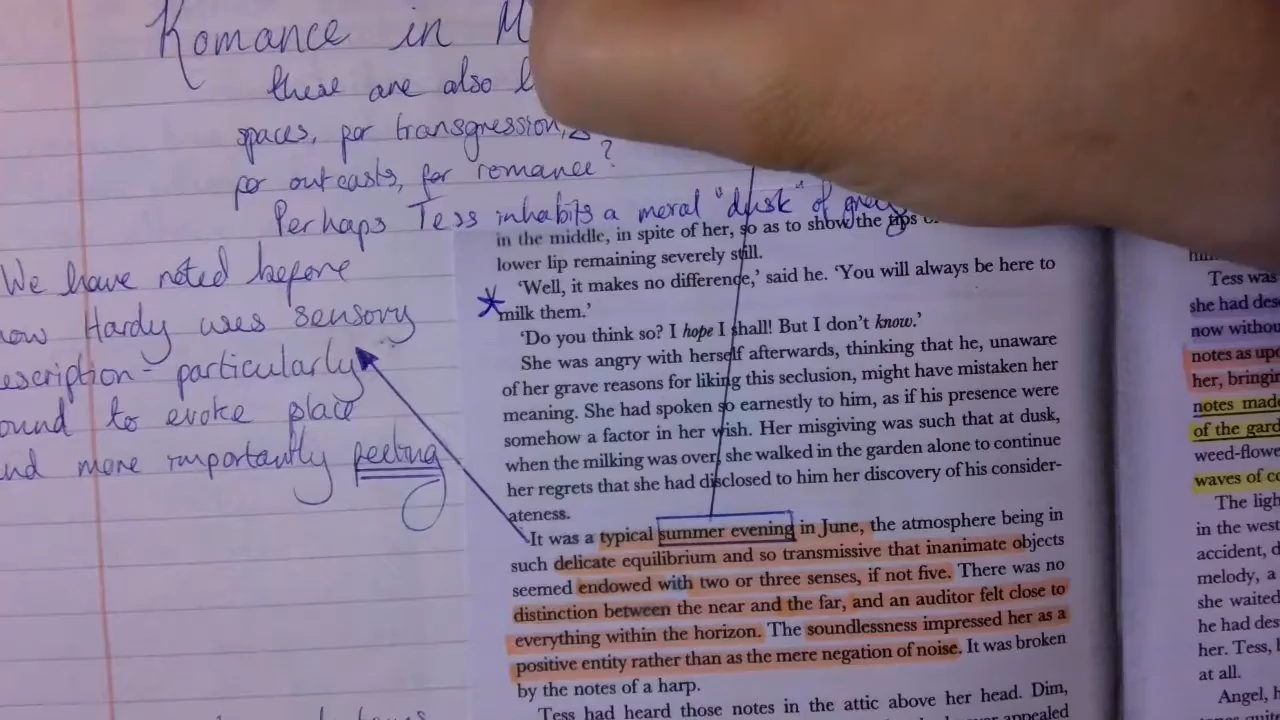 Romance in
these are also
spaces, for transgression,
for outcasts, for romance?
Perhaps Tess inhabits a moral "dusk" of grey
We have noted before
how Hardy uses sensory
description - particularly
sound to evoke place
and more importantly feeling
in the middle, in spite of her, so as to show the tips
lower lip remaining severely still.
'Well, it makes no difference,' said he. 'You will always be here to
milk them.'
'Do you think so? I hope I shall! But I don't know.'
She was angry with herself afterwards, thinking that he, unaware
of her grave reasons for liking this seclusion, might have mistaken her
meaning. She had spoken so earnestly to him, as if his presence were
somehow a factor in her wish. Her misgiving was such that at dusk,
when the milking was over, she walked in the garden alone to continue
her regrets that she had disclosed to him her discovery of his consider-
ateness.
It was a typical summer evening in June, the atmosphere being in
such delicate equilibrium and so transmissive that inanimate objects
seemed endowed with two or three senses, if not five. There was no
distinction between the near and the far, and an auditor felt close to
everything within the horizon. The soundlessness impressed her as a
positive entity rather than as the mere negation of noise. It was broken
by the notes of a harp.
Tess had heard those notes in the attic above her head. Dim,
appealed
Tess was
she had des
now withou
notes as upo
her, bringin
notes made
of the gard
weed-flowe
waves of co
The ligh
in the west
accident, d
melody, a
she waited
he had des
her. Tess,
at all.
Angel, h